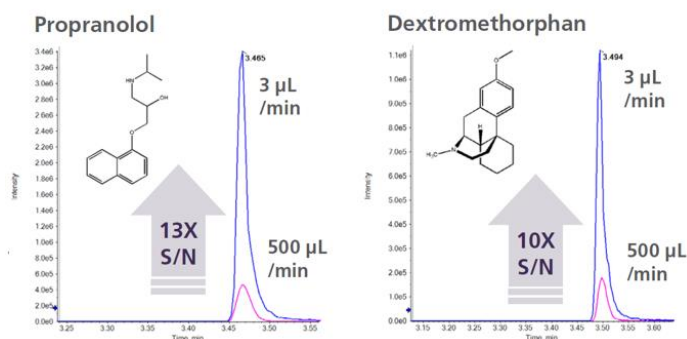 Propranolol
3.4e6
3.2e6
3.0e6
2.8e6
2.6e6
2.4e6
2.2e6
2.0e6
1.8e6
1.6e6
1.4e6
1.2e6
1.0e6
8.0e5
6.0e5
4.0e5
2.0e5
0.0e0
Intensity
3.465
HN
OH
O
3 µL
/min
13X
S/N
500 µL
/min
3.25
3.30
3.35
3.40
3.45
3.50
3.55
Time, min
Dextromethorphan
1.1e6
1.0e6
9.0e5
8.0e5
7.0e5
6.0e5
5.0e5
4.0e5
3.0e5
2.0e5
1.0e5
0.0e0
Intensity
3.494
O
H
N
H₃C
3 µL
/min
10X
S/N
500 µL
/min
3.15
3.20
3.25
3.30
3.35
3.40
3.45
3.50
3.55
3.60
Time, min